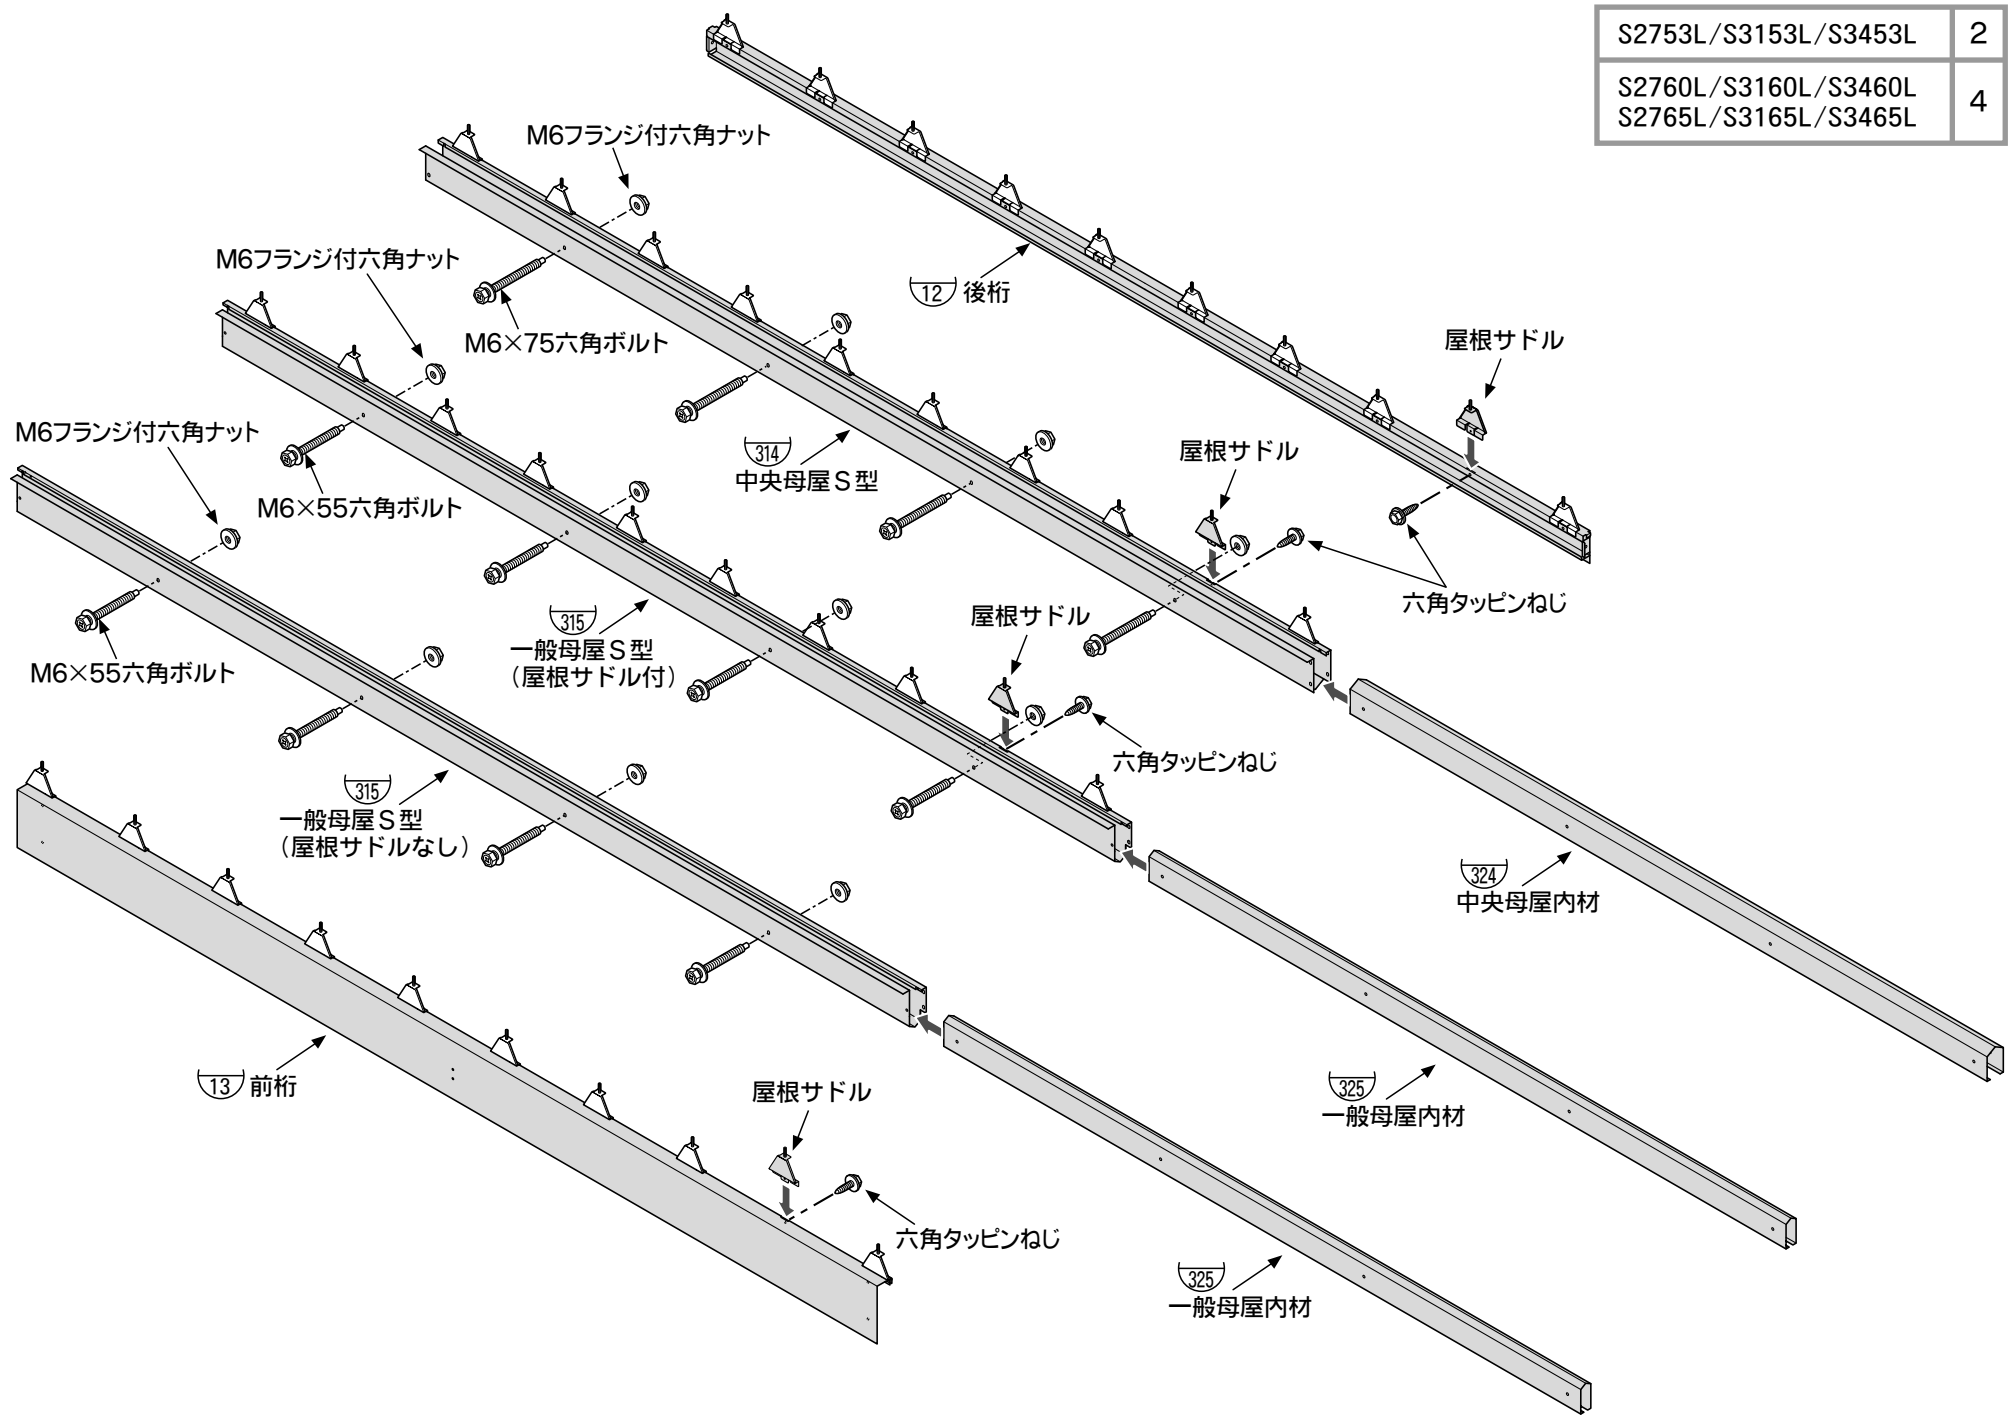 S2753L/S3153L/S3453L 2
S2760L/S3160L/S3460L
S2765L/S3165L/S3465L
4
M6フランジ付六角ナット
M6フランジ付六角ナット
12 後桁
M6×75六角ボルト
屋根サドル
M6フランジ付六角ナット
314
中央母屋S型
屋根サドル
M6×55六角ボルト
六角タッピンねじ
315
一般母屋S型
(屋根サドル付)
屋根サドル
M6×55六角ボルト
六角タッピンねじ
315
一般母屋S型
(屋根サドルなし)
324
中央母屋内材
13 前桁
屋根サドル
325
一般母屋内材
六角タッピンねじ
325
一般母屋内材